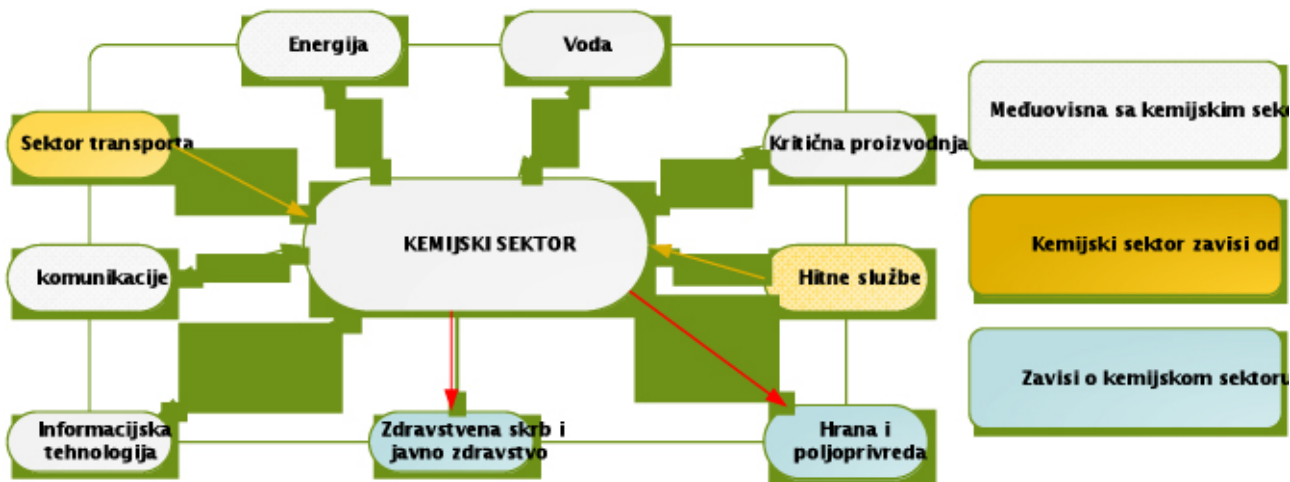 Energija
Voda
Sektor transporta
Kritična proizvodnja
Međuovisna sa kemijskim
KEMIJSKI SEKTOR
Kemijski sektor zavisi od
komunikacije
Hitne službe
Zavisi o kemijskom sektoru
Informacijska
tehnologija
Zdravstvena skrb i
javno zdravstvo
Hrana i
poljoprivreda